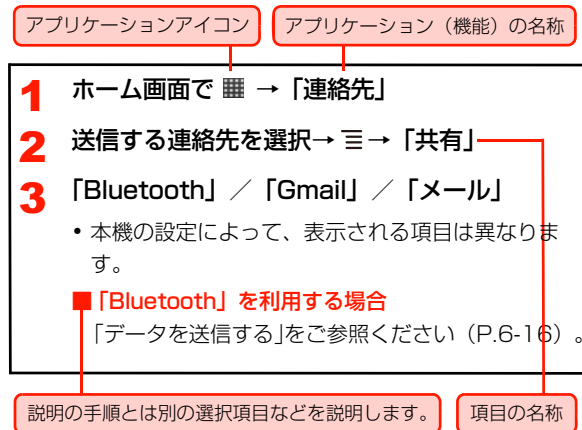 アプリケーションアイコン
アプリケーション（機能）の名称
1 ホーム画面で → 「連絡先」
2 送信する連絡先を選択→ → 「共有」
3 「Bluetooth」／「Gmail」／「メール」
• 本機の設定によって、表示される項目は異なりま
す。
■「Bluetooth」を利用する場合
「データを送信する」をご参照ください（P.6-16）。
説明の手順とは別の選択項目などを説明します。
項目の名称